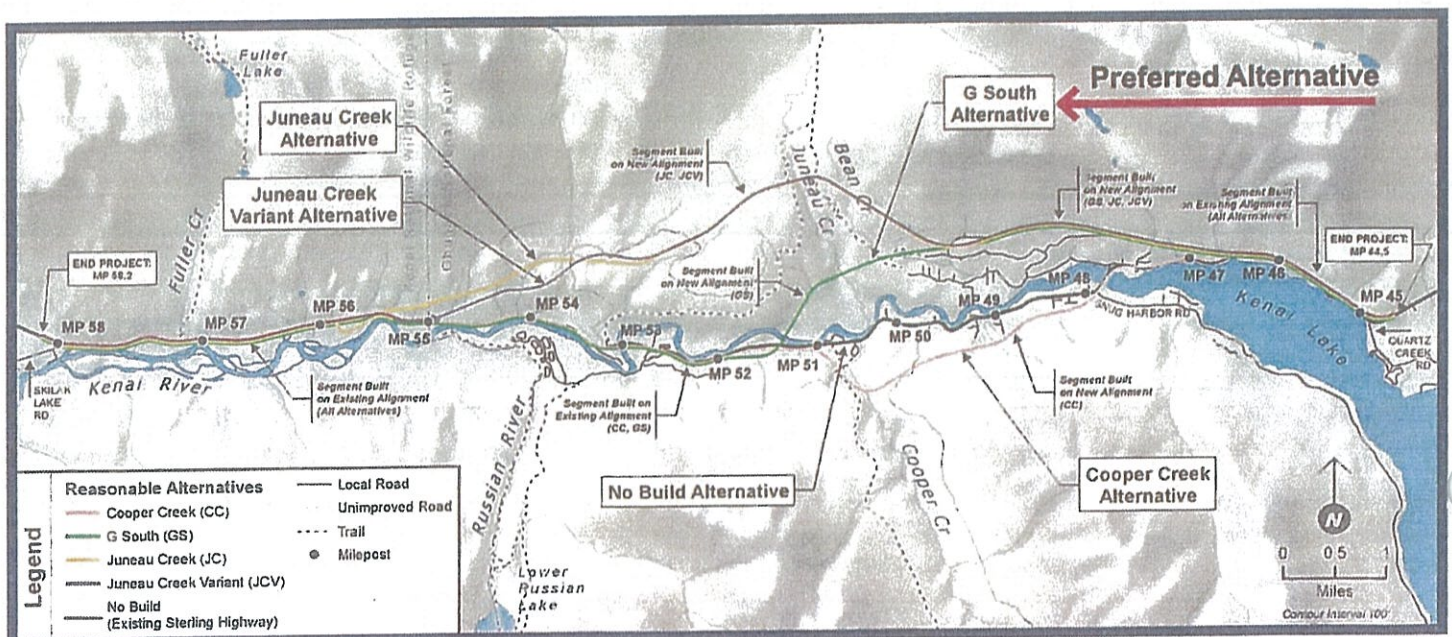 Fuller
Lake
Juneau Creek
Alternative
Juneau Creek
Variant Alternative
G South
Alternative
Preferred Alternative
Segment Built
on New Alignment
(JC, JCV)
Juneau Cr
Bean Cr
Segment Built
on New Alignment
(GS, JC, JCV)
Segment Built
on Existing Alignment
(All Alternatives)
Fuller Cr
END PROJECT:
MP 58.2
END PROJECT:
MP 44.5
Segment Built
on New Alignment
(GS)
MP 58
MP 57
MP 56
MP 55
MP 54
MP 53
MP 52
MP 51
MP 50
MP 49
MP 48
MP 47
MP 46
MP 45
SNUG HARBOR RD
Kenai Lake
QUARTZ
CREEK
RD
SKILAK
LAKE
RD
Kenai River
Segment Built
on Existing Alignment
(All Alternatives)
Segment Built on
Existing Alignment
(CC, GS)
Segment Built
on New Alignment
(CC)
Russian River
No Build Alternative
Cooper Cr
Cooper Creek
Alternative
Lower
Russian
Lake
N
0 0.5 1
Miles
Contour Interval 100'
Legend
Reasonable Alternatives
Cooper Creek (CC)
G South (GS)
Juneau Creek (JC)
Juneau Creek Variant (JCV)
No Build
(Existing Sterling Highway)
Local Road
Unimproved Road
Trail
Milepost